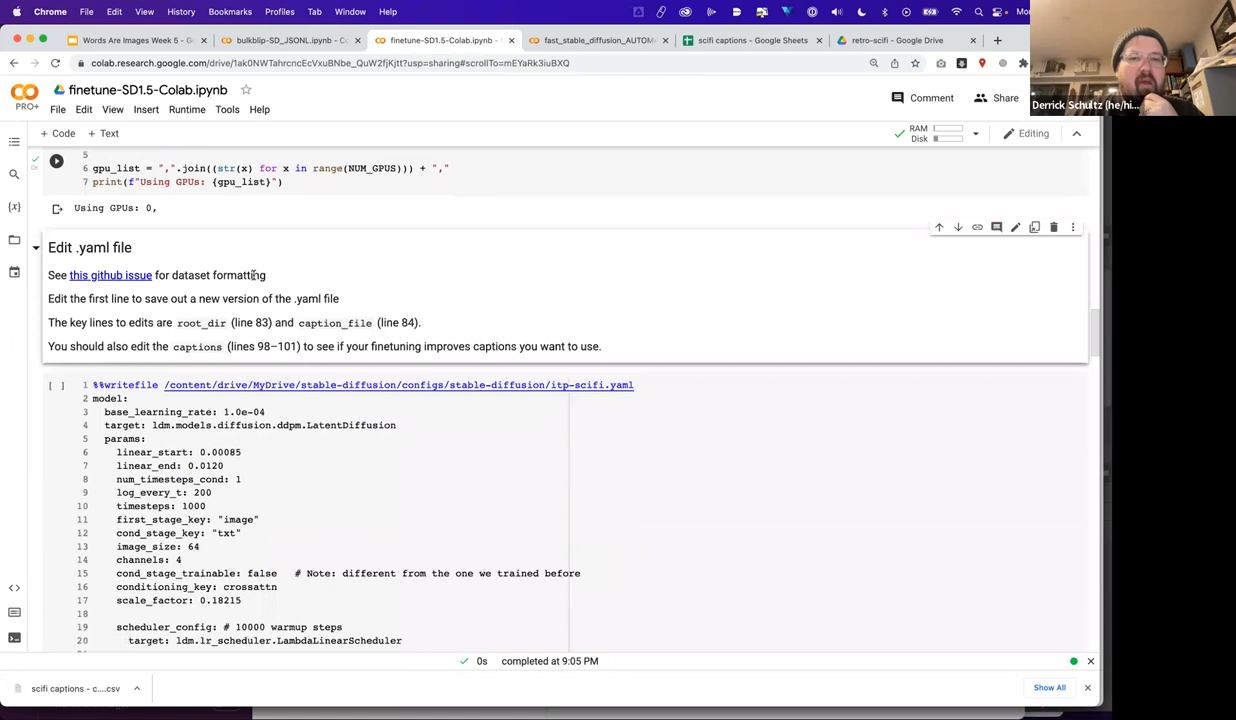 Chrome File Edit View History Bookmarks Profiles Tab Window Help
Words Are Images Week 5 - G
bulkblip-SD_JSONL.ipynb - C
finetune-SD1.5-Colab.ipynb -
fast_stable_diffusion_AUTOMA
scifi captions - Google Sheets
retro-scifi - Google Drive
colab.research.google.com/drive/1ak0NWTahrcncEcVxuBNbe_QuW2fjKjtt?usp=sharing#scrollTo=mEYaRk3iuBXQ
Derrick Schultz (he/hi...
PRO+
finetune-SD1.5-Colab.ipynb
File Edit View Insert Runtime Tools Help
Comment
Share
+ Code + Text
RAM
Disk
Editing
5
6 gpu_list = ",".join((str(x) for x in range(NUM_GPUS))) + ","
7 print(f"Using GPUs: {gpu_list}")
Using GPUs: 0,
Edit .yaml file
See this github issue for dataset formatting
Edit the first line to save out a new version of the .yaml file
The key lines to edits are root_dir (line 83) and caption_file (line 84).
You should also edit the captions (lines 98–101) to see if your finetuning improves captions you want to use.
[ ] 1 %%writefile /content/drive/MyDrive/stable-diffusion/configs/stable-diffusion/itp-scifi.yaml
2 model:
3 base_learning_rate: 1.0e-04
4 target: ldm.models.diffusion.ddpm.LatentDiffusion
5 params:
6 linear_start: 0.00085
7 linear_end: 0.0120
8 num_timesteps_cond: 1
9 log_every_t: 200
10 timesteps: 1000
11 first_stage_key: "image"
12 cond_stage_key: "txt"
13 image_size: 64
14 channels: 4
15 cond_stage_trainable: false # Note: different from the one we trained before
16 conditioning_key: crossattn
17 scale_factor: 0.18215
18
19 scheduler_config: # 10000 warmup steps
20 target: ldm.lr_scheduler.LambdaLinearScheduler
0s completed at 9:05 PM
scifi captions - c....csv
Show All